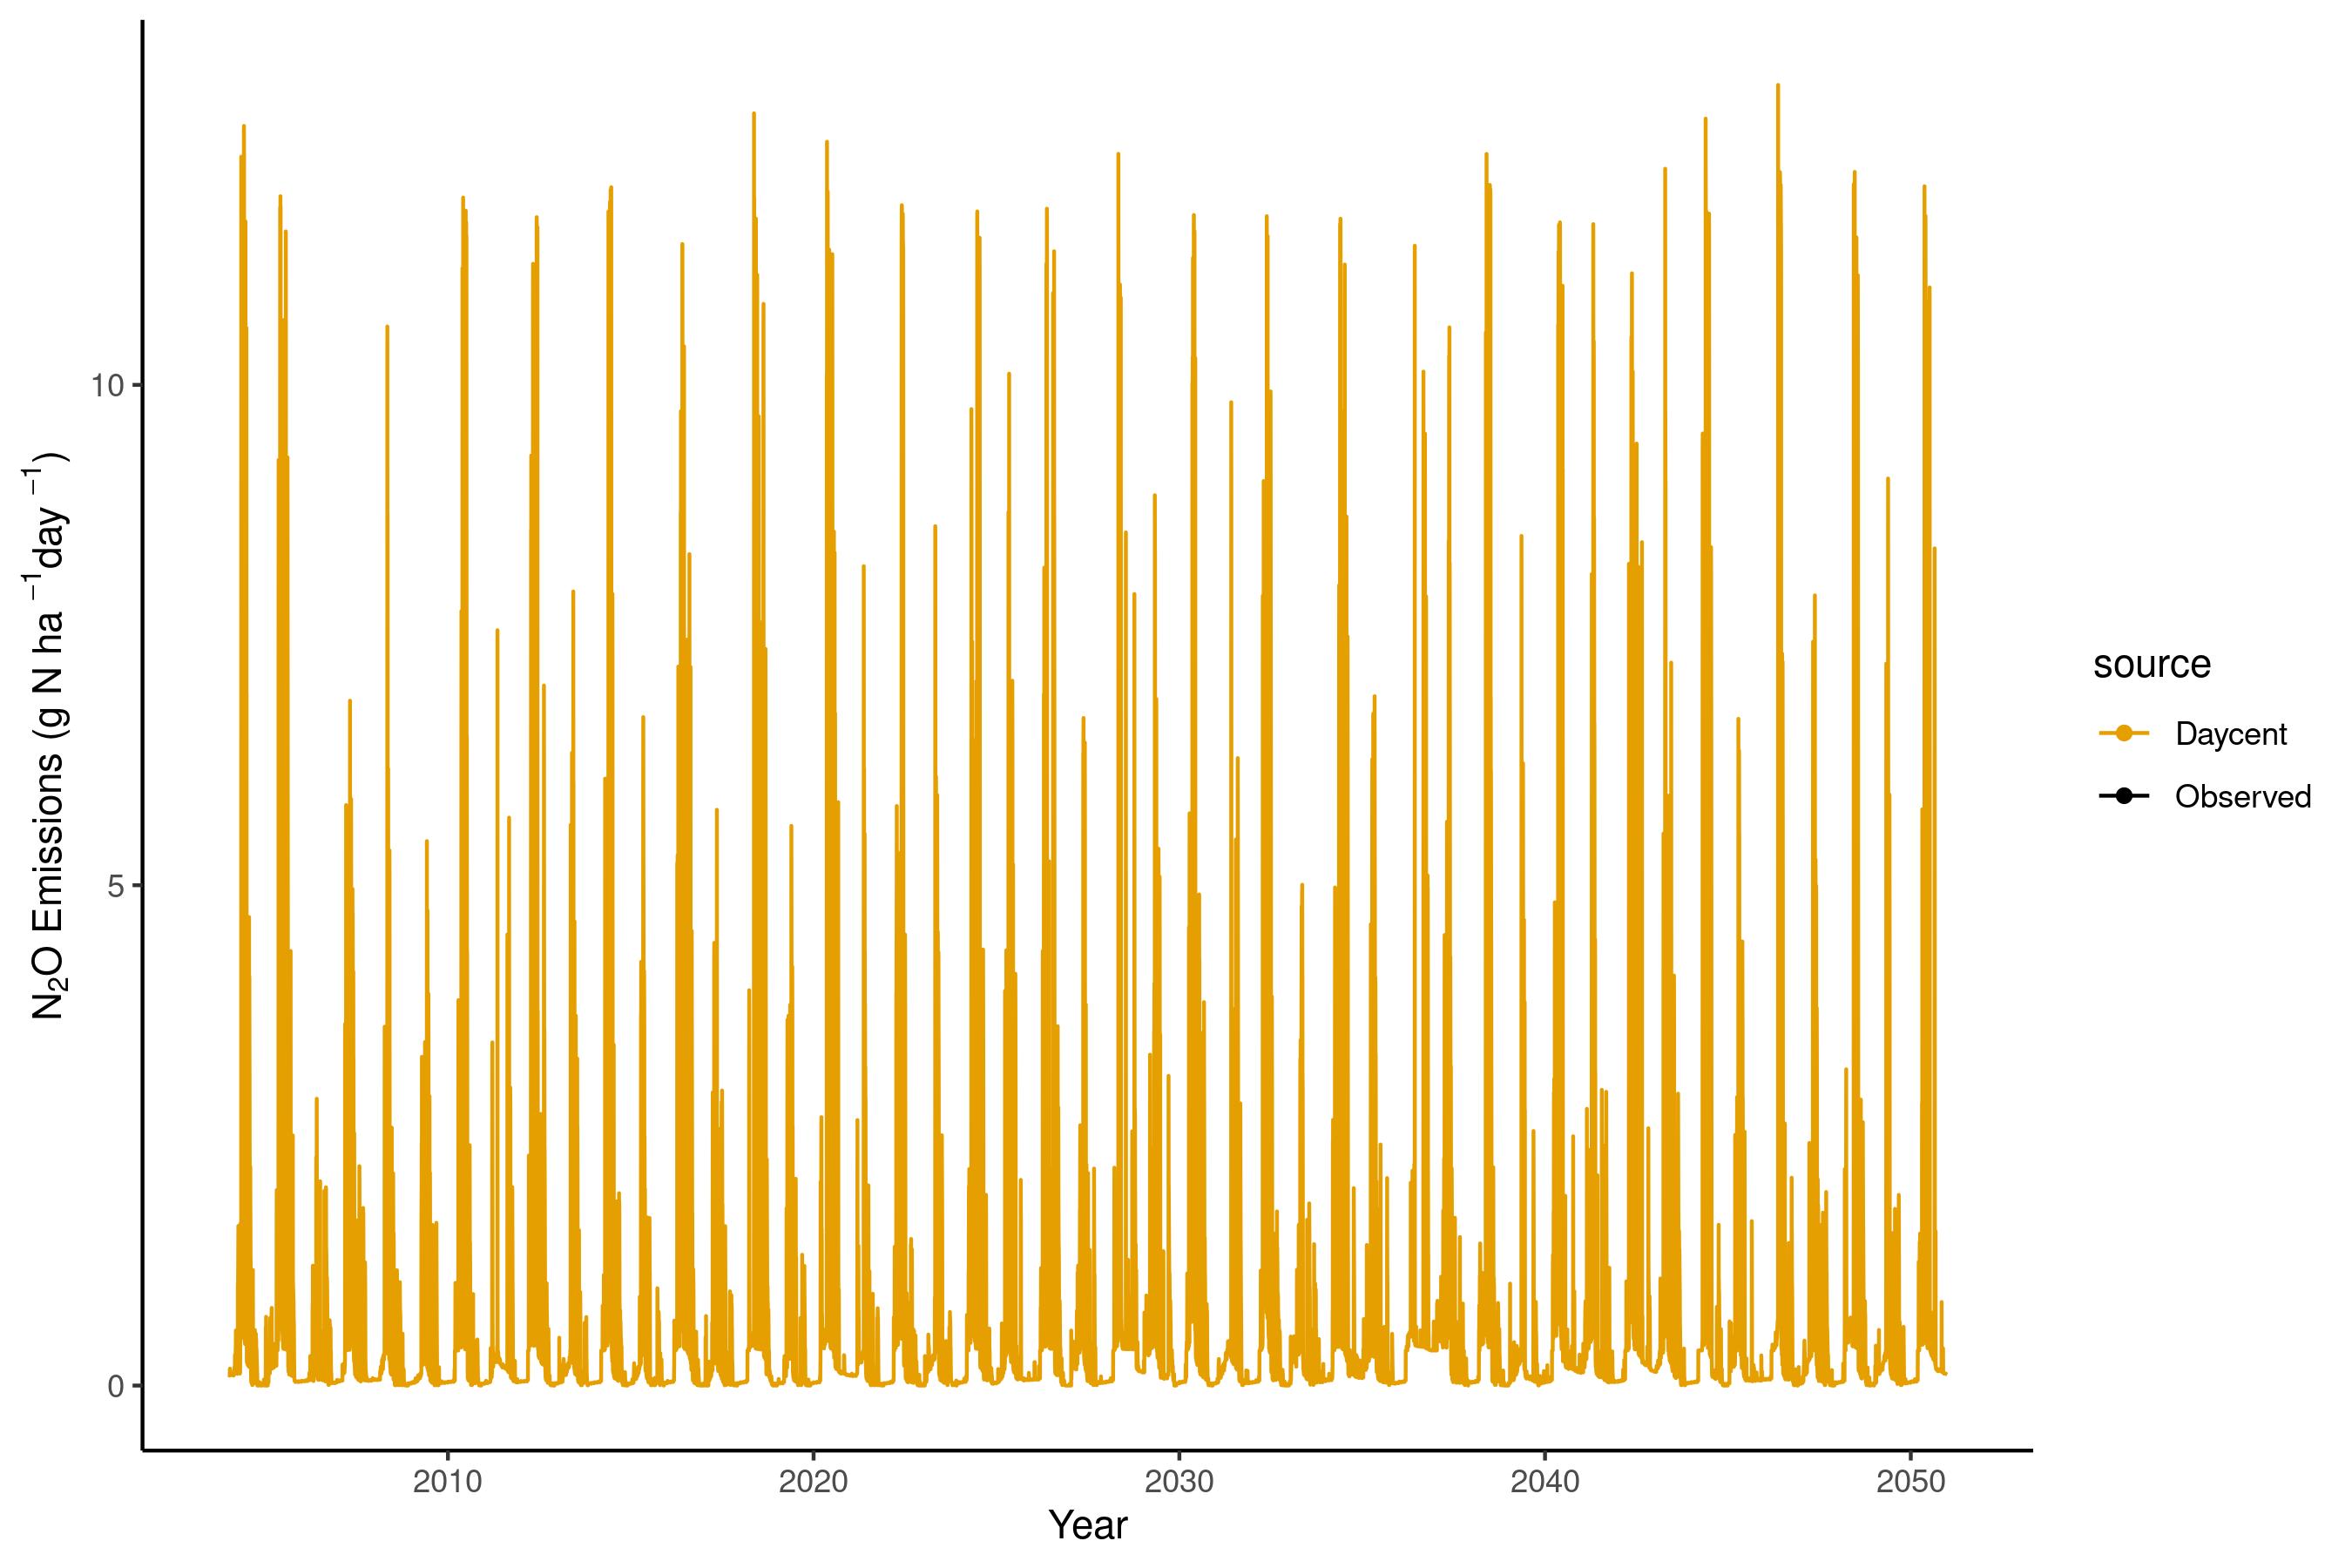 N₂O Emissions (g N ha ⁻¹day ⁻¹)
10
5
0
2010 2020 2030 2040 2050
Year
source
Daycent
Observed